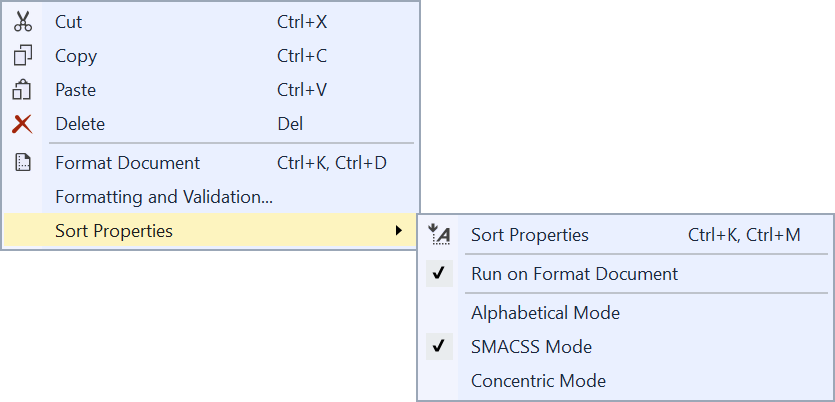 Cut Ctrl+X
Copy Ctrl+C
Paste Ctrl+V
Delete Del
Format Document Ctrl+K, Ctrl+D
Formatting and Validation...
Sort Properties
Sort Properties Ctrl+K, Ctrl+M
Run on Format Document
Alphabetical Mode
SMACSS Mode
Concentric Mode